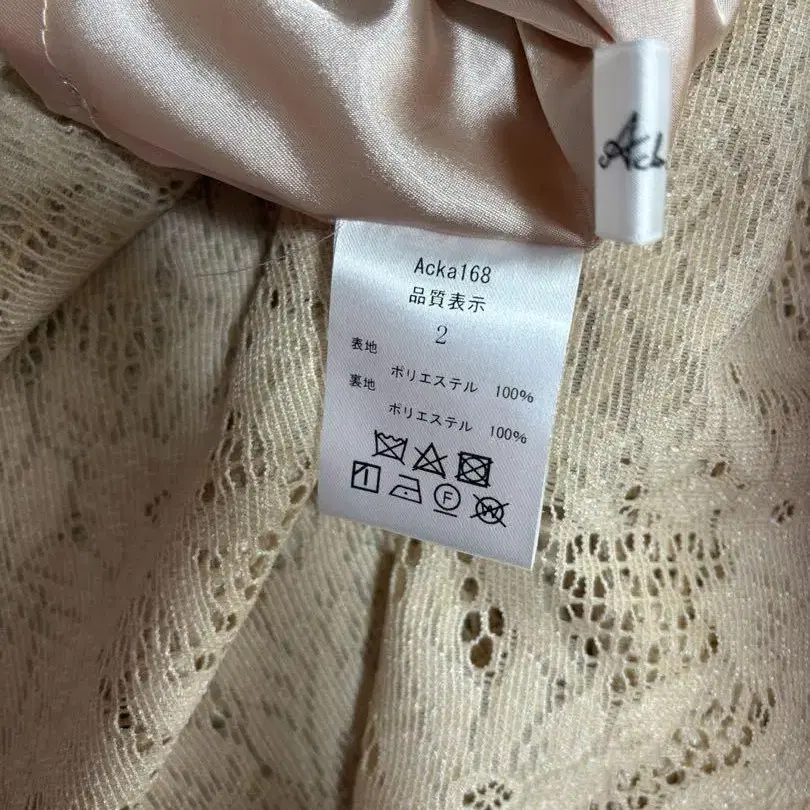 Ack
Acka168
品質表示
2
表地
ポリエステル 100%
裏地
ポリエステル 100%
F
W